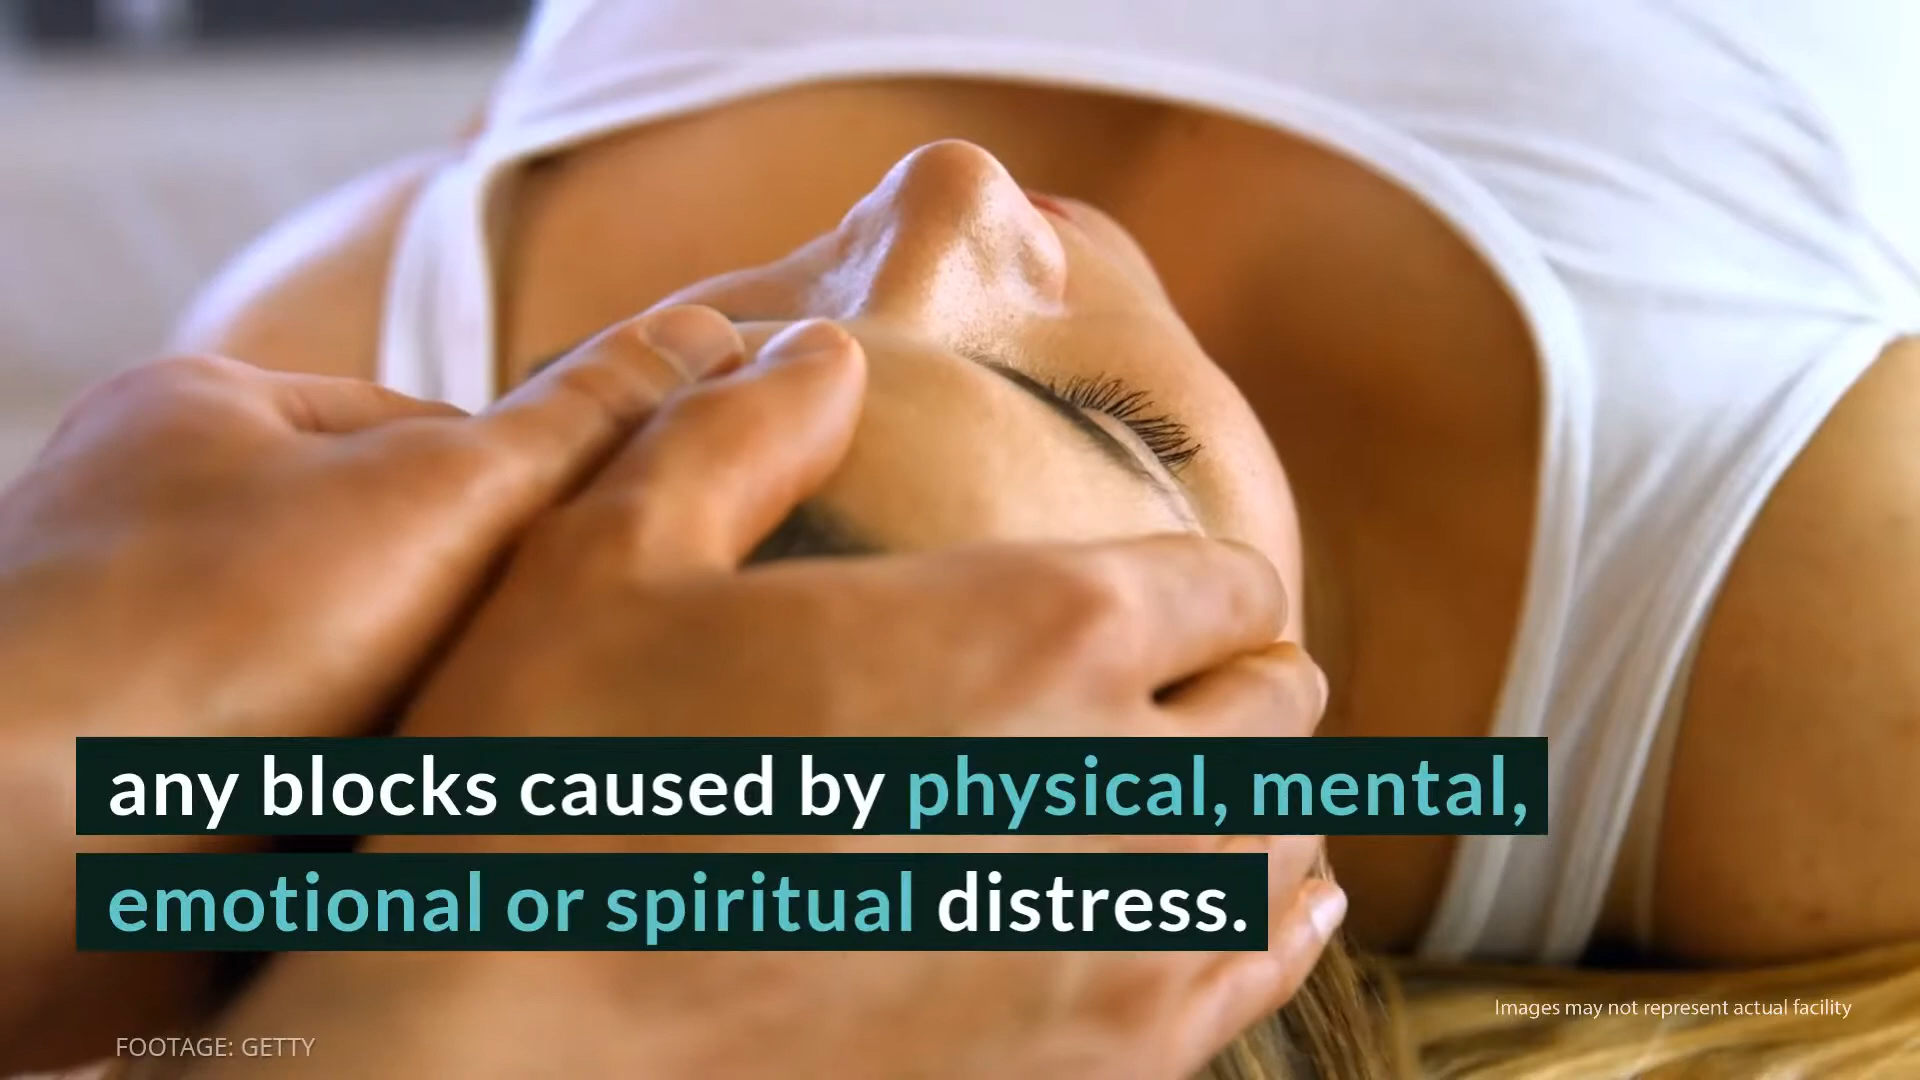 any blocks caused by physical, mental,
emotional or spiritual distress.
Images may not represent actual facility
FOOTAGE: GETTY